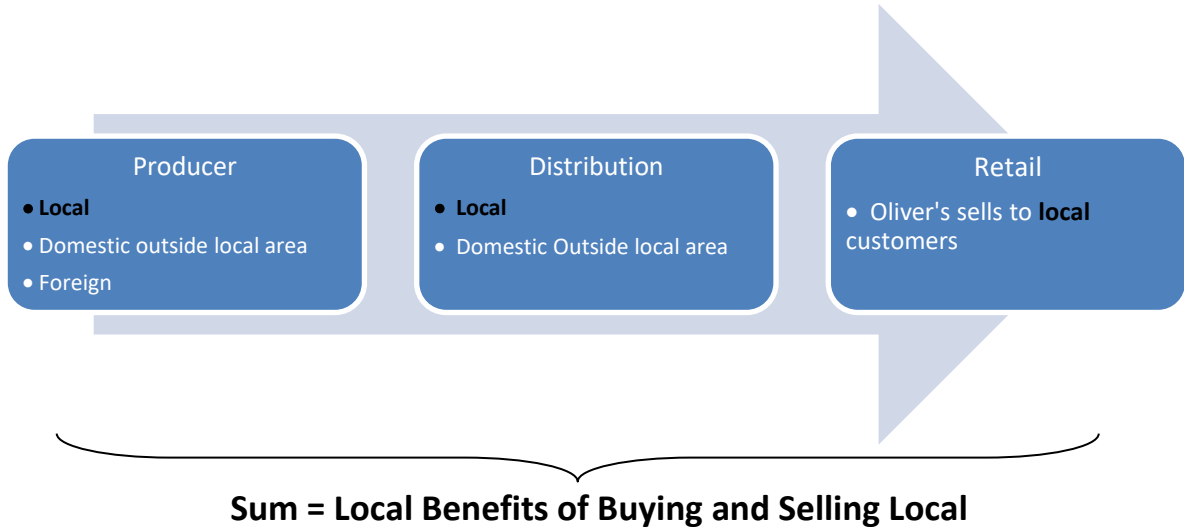 Producer
• Local
• Domestic outside local area
• Foreign
Distribution
• Local
• Domestic Outside local area
Retail
• Oliver's sells to local
customers
Sum = Local Benefits of Buying and Selling Local